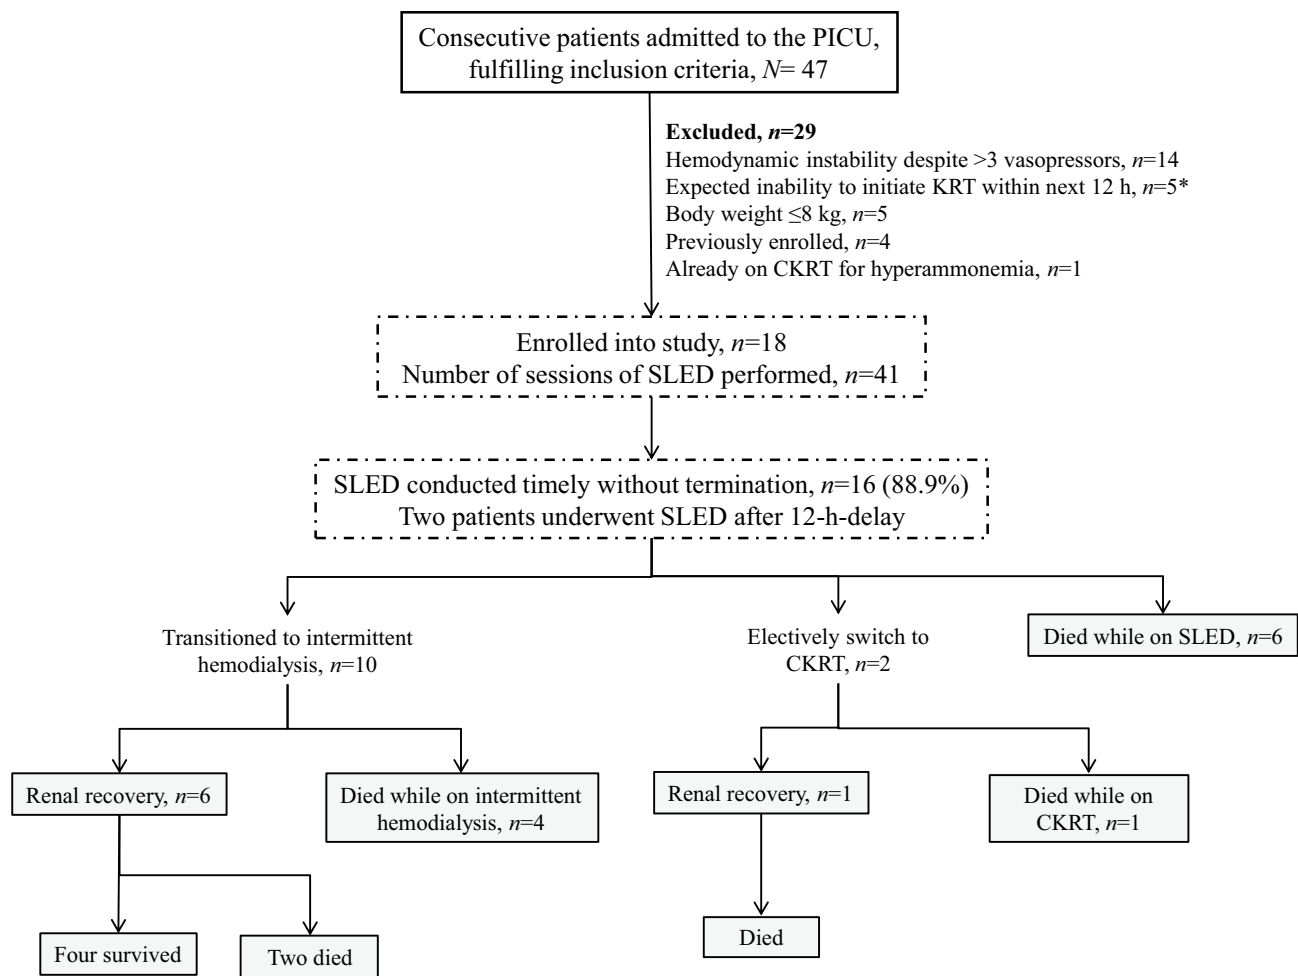 Consecutive patients admitted to the PICU,
fulfilling inclusion criteria, N= 47
Excluded, n=29
Hemodynamic instability despite >3 vasopressors, n=14
Expected inability to initiate KRT within next 12 h, n=5*
Body weight ≤8 kg, n=5
Previously enrolled, n=4
Already on CKRT for hyperammonemia, n=1
Enrolled into study, n=18
Number of sessions of SLED performed, n=41
SLED conducted timely without termination, n=16 (88.9%)
Two patients underwent SLED after 12-h-delay
Transitioned to intermittent
hemodialysis, n=10
Electively switch to
CKRT, n=2
Died while on SLED, n=6
Renal recovery, n=6
Died while on intermittent
hemodialysis, n=4
Renal recovery, n=1
Died while on
CKRT, n=1
Four survived
Two died
Died